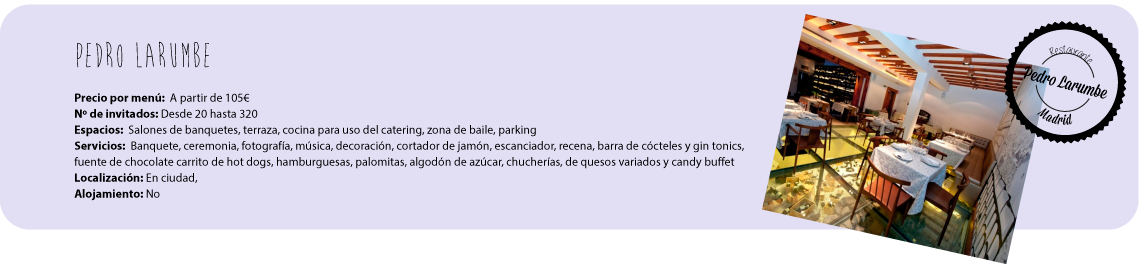 PEDRO LARUMBE
Precio por menú: A partir de 105€
Nº de invitados: Desde 20 hasta 320
Espacios: Salones de banquetes, terraza, cocina para uso del catering, zona de baile, parking
Servicios: Banquete, ceremonia, fotografía, música, decoración, cortador de jamón, escanciador, recena, barra de cócteles y gin tonics,
fuente de chocolate carrito de hot dogs, hamburguesas, palomitas, algodón de azúcar, chucherías, de quesos variados y candy buffet
Localización: En ciudad,
Alojamiento: No
Restaurante
Pedro Larumbe
Madrid